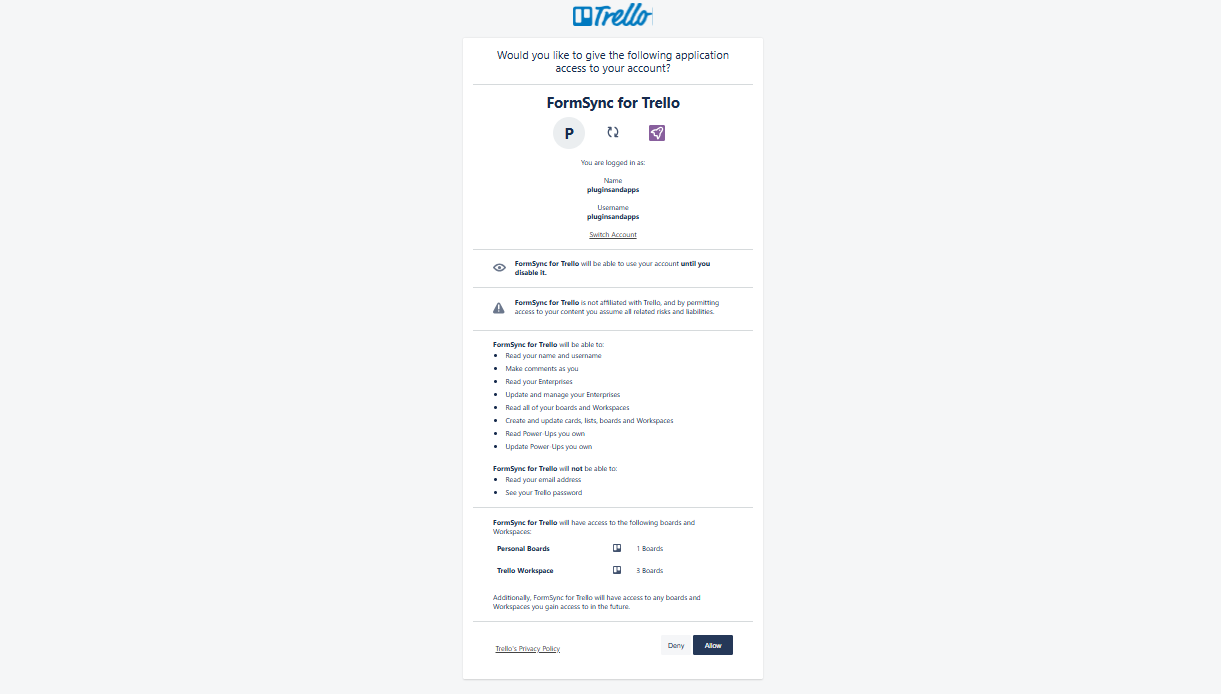 Trello
Would you like to give the following application
access to your account?
FormSync for Trello
P
You are logged in as:
Name
pluginsandapps
Username
pluginsandapps
Switch Account
FormSync for Trello will be able to use your account until you
disable it.
FormSync for Trello is not affiliated with Trello, and by permitting
access to your content you assume all related risks and liabilities.
FormSync for Trello will be able to:
• Read your name and username
• Make comments as you
• Read your Enterprises
• Update and manage your Enterprises
• Read all of your boards and Workspaces
• Create and update cards, lists, boards and Workspaces
• Read Power-Ups you own
• Update Power-Ups you own
FormSync for Trello will not be able to:
• Read your email address
• See your Trello password
FormSync for Trello will have access to the following boards and
Workspaces:
Personal Boards 1 Boards
Trello Workspace 3 Boards
Additionally, FormSync for Trello will have access to any boards and
Workspaces you gain access to in the future.
Trello's Privacy Policy Deny Allow